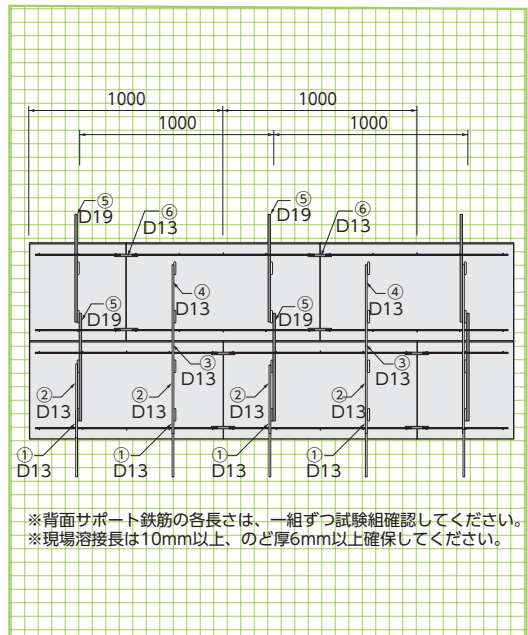 1000 1000
1000 1000
⑤ ⑤
D19 ⑥ D19 ⑥
D13 D13
④ ④
D13 D13
⑤ ⑤
D19 D19
③ ③
D13 D13
② ② ② ②
D13 D13 D13 D13
① ① ① ①
D13 D13 D13 D13
※背面サポート鉄筋の各長さは、一組ずつ試験組確認してください。
※現場溶接長は10mm以上、のど厚6mm以上確保してください。